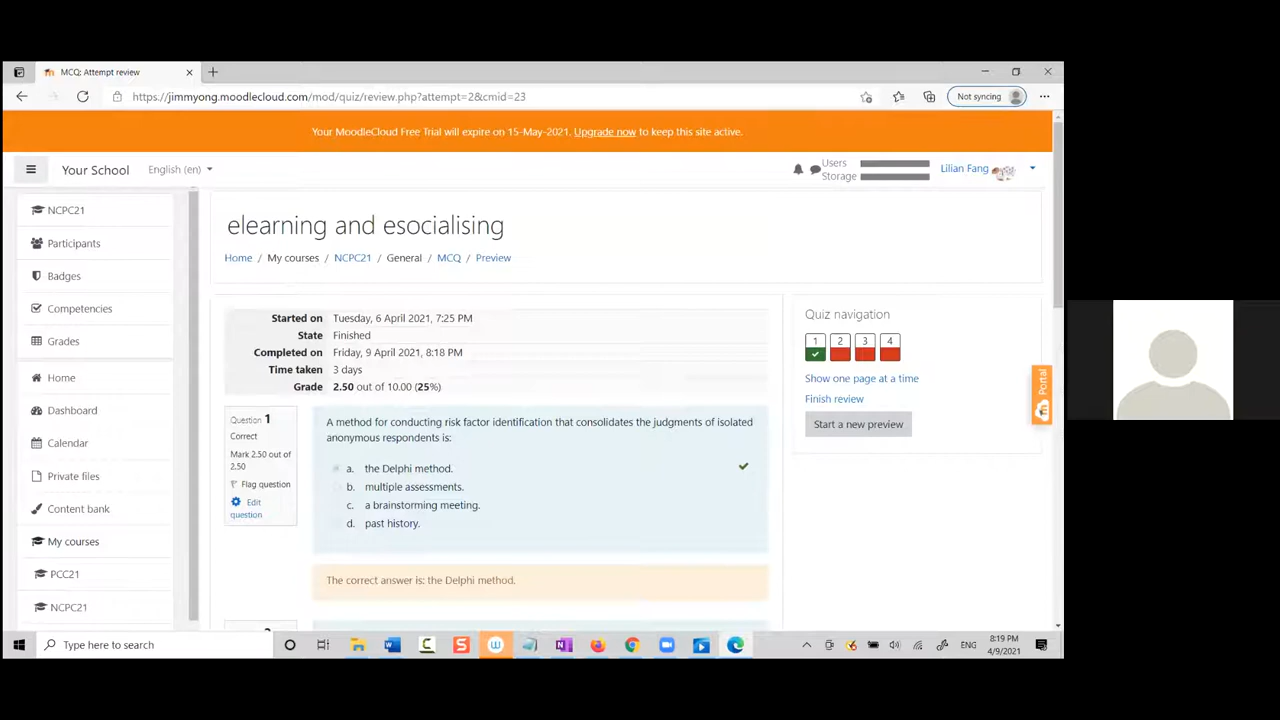 MCQ: Attempt review
https://jimmyong.moodlecloud.com/mod/quiz/review.php?attempt=2&cmid=23
Not syncing
Your MoodleCloud Free Trial will expire on 15-May-2021. Upgrade now to keep this site active.
Your School
English (en)
Users
Storage
Lilian Fang
NCPC21
Participants
Badges
Competencies
Grades
Home
Dashboard
Calendar
Private files
Content bank
My courses
PCC21
NCPC21
elearning and esocialising
Home / My courses / NCPC21 / General / MCQ / Preview
Started on Tuesday, 6 April 2021, 7:25 PM
State Finished
Completed on Friday, 9 April 2021, 8:18 PM
Time taken 3 days
Grade 2.50 out of 10.00 (25%)
Question 1
Correct
Mark 2.50 out of
2.50
Flag question
Edit
question
A method for conducting risk factor identification that consolidates the judgments of isolated
anonymous respondents is:
a. the Delphi method.
b. multiple assessments.
c. a brainstorming meeting.
d. past history.
The correct answer is: the Delphi method.
Quiz navigation
1 2 3 4
Show one page at a time
Finish review
Start a new preview
Portal
Type here to search
ENG
8:19 PM
4/9/2021